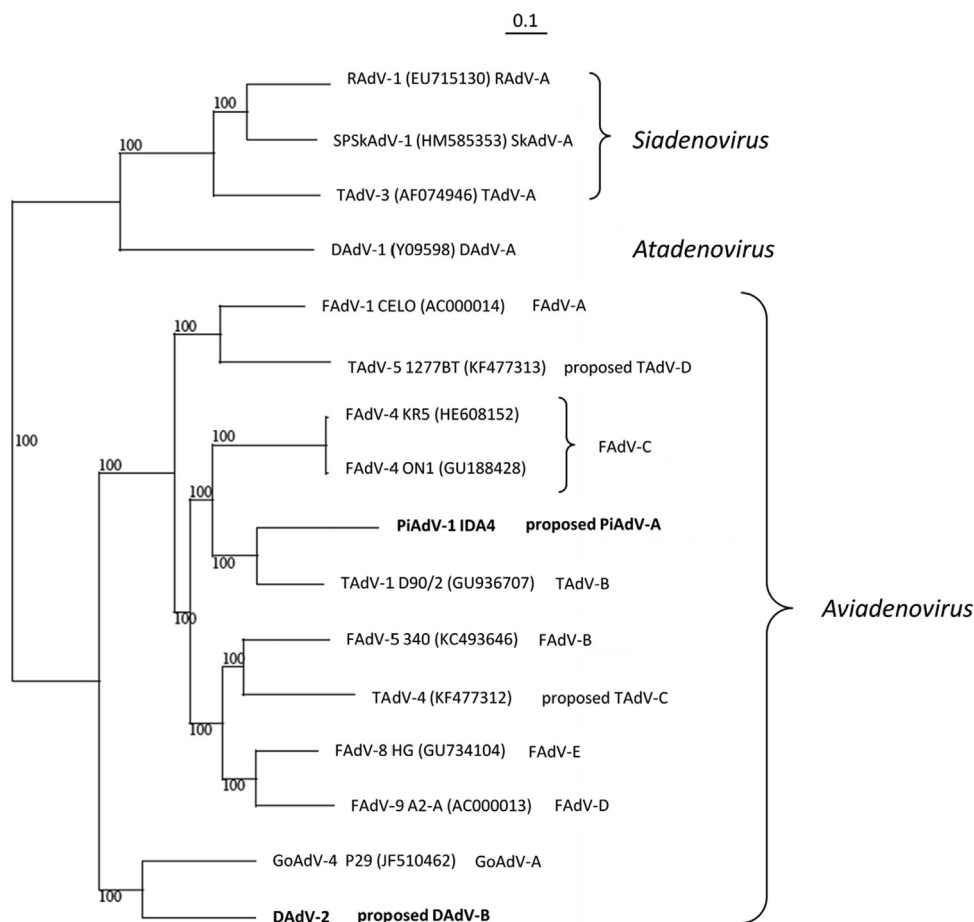 0.1
RAdV-1 (EU715130) RAdV-A
100
SPSkAdV-1 (HM585353) SkAdV-A
Siadenovirus
100
TAdV-3 (AF074946) TAdV-A
DAdV-1 (Y09598) DAdV-A
Atadenovirus
FAdV-1 CELO (AC000014) FAdV-A
100
TAdV-5 1277BT (KF477313) proposed TAdV-D
FAdV-4 KR5 (HE608152)
100
100
FAdV-C
100
FAdV-4 ON1 (GU188428)
100
PiAdV-1 IDA4 proposed PiAdV-A
100
TAdV-1 D90/2 (GU936707) TAdV-B
Aviadenovirus
100
FAdV-5 340 (KC493646) FAdV-B
100
TAdV-4 (KF477312) proposed TAdV-C
100
FAdV-8 HG (GU734104) FAdV-E
100
FAdV-9 A2-A (AC000013) FAdV-D
GoAdV-4 P29 (JF510462) GoAdV-A
100
DAdV-2 proposed DAdV-B